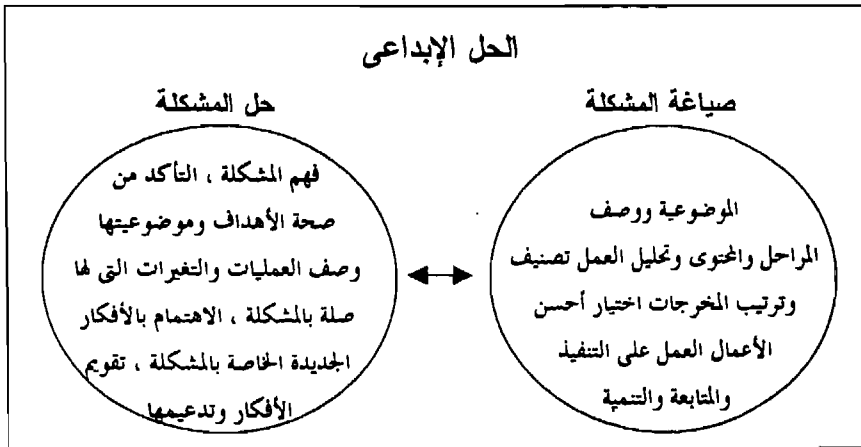 الحل الإبداعى
صياغة المشكلة
الموضوعية ووصف
المراحل والمحتوى وتحليل العمل تصنيف
وترتيب المخرجات اختيار أحسن
الأعمال العمل على التنفيذ
والمتابعة والتنمية
حل المشكلة
فهم المشكلة ، التأكد من
صحة الأهداف وموضوعيتها
وصف العمليات والتغيرات التى لها
صلة بالمشكلة ، الاهتمام بالأفكار
الجديدة الخاصة بالمشكلة ، تقويم
الأفكار وتدعيمها